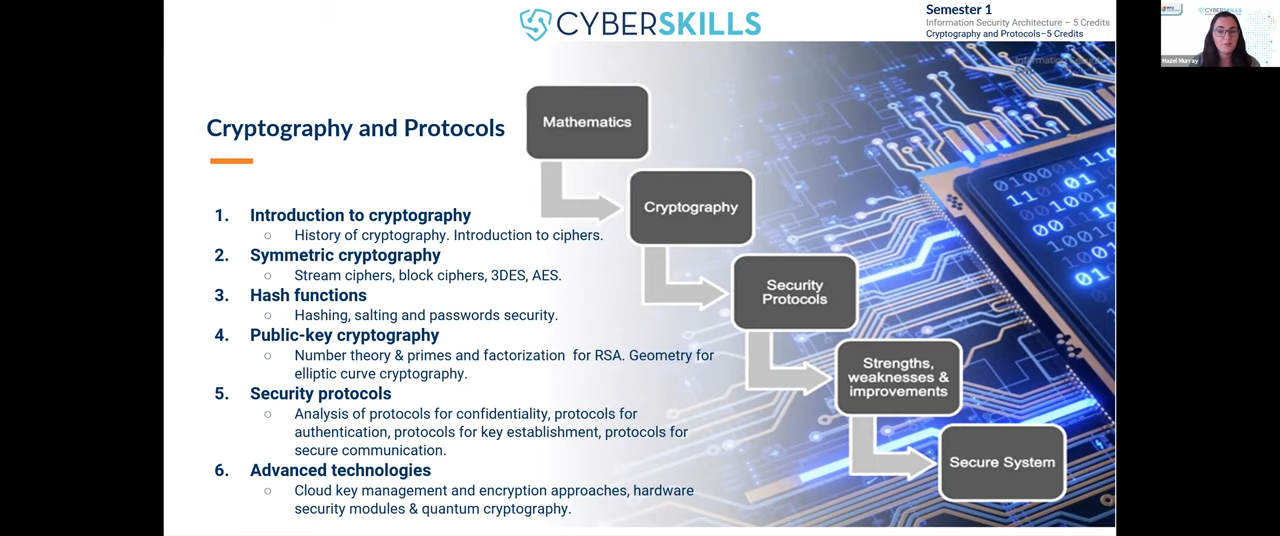 CYBERSKILLS
Semester 1
Information Security Architecture – 5 Credits
Cryptography and Protocols–5 Credits
Hazel Murray
Cryptography and Protocols
1. Introduction to cryptography
○ History of cryptography. Introduction to ciphers.
2. Symmetric cryptography
○ Stream ciphers, block ciphers, 3DES, AES.
3. Hash functions
○ Hashing, salting and passwords security.
4. Public-key cryptography
○ Number theory & primes and factorization for RSA. Geometry for
elliptic curve cryptography.
5. Security protocols
○ Analysis of protocols for confidentiality, protocols for
authentication, protocols for key establishment, protocols for
secure communication.
6. Advanced technologies
○ Cloud key management and encryption approaches, hardware
security modules & quantum cryptography.
Mathematics
Cryptography
Security
Protocols
Strengths,
weaknesses &
improvements
Secure System